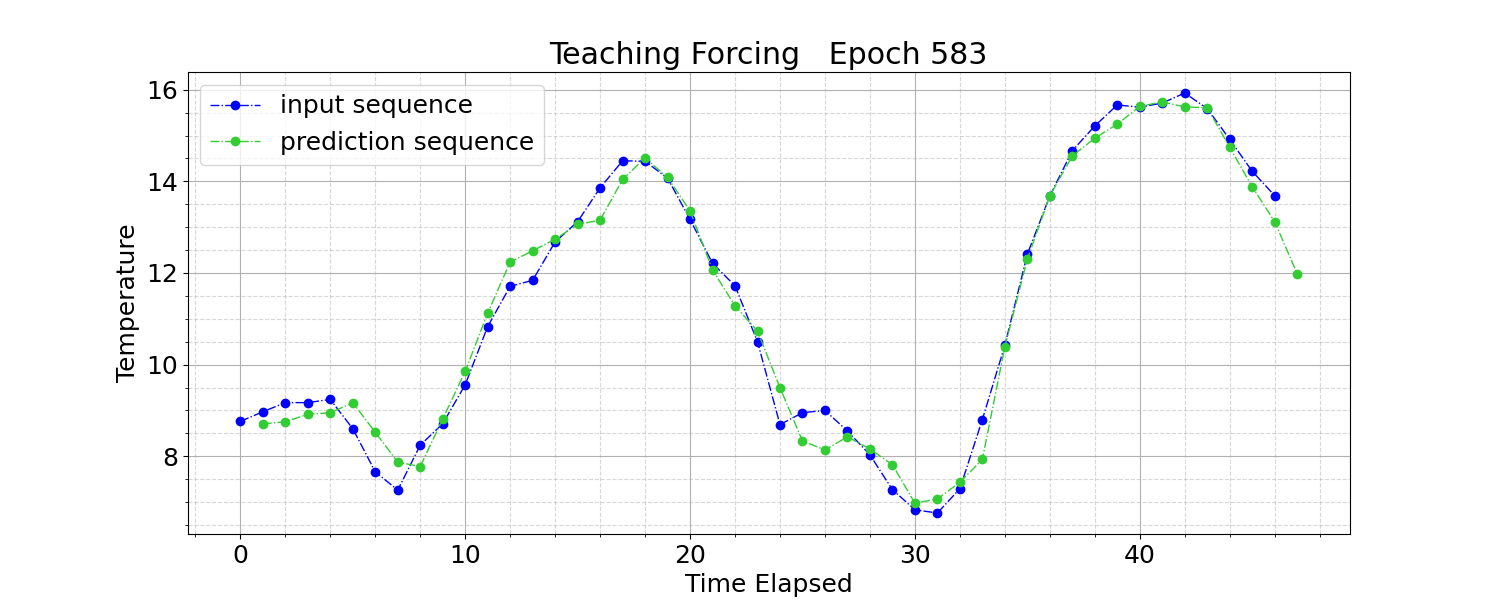 Teaching Forcing   Epoch 583
16
14
12
10
8
Temperature
input sequence
prediction sequence
0 10 20 30 40
Time Elapsed